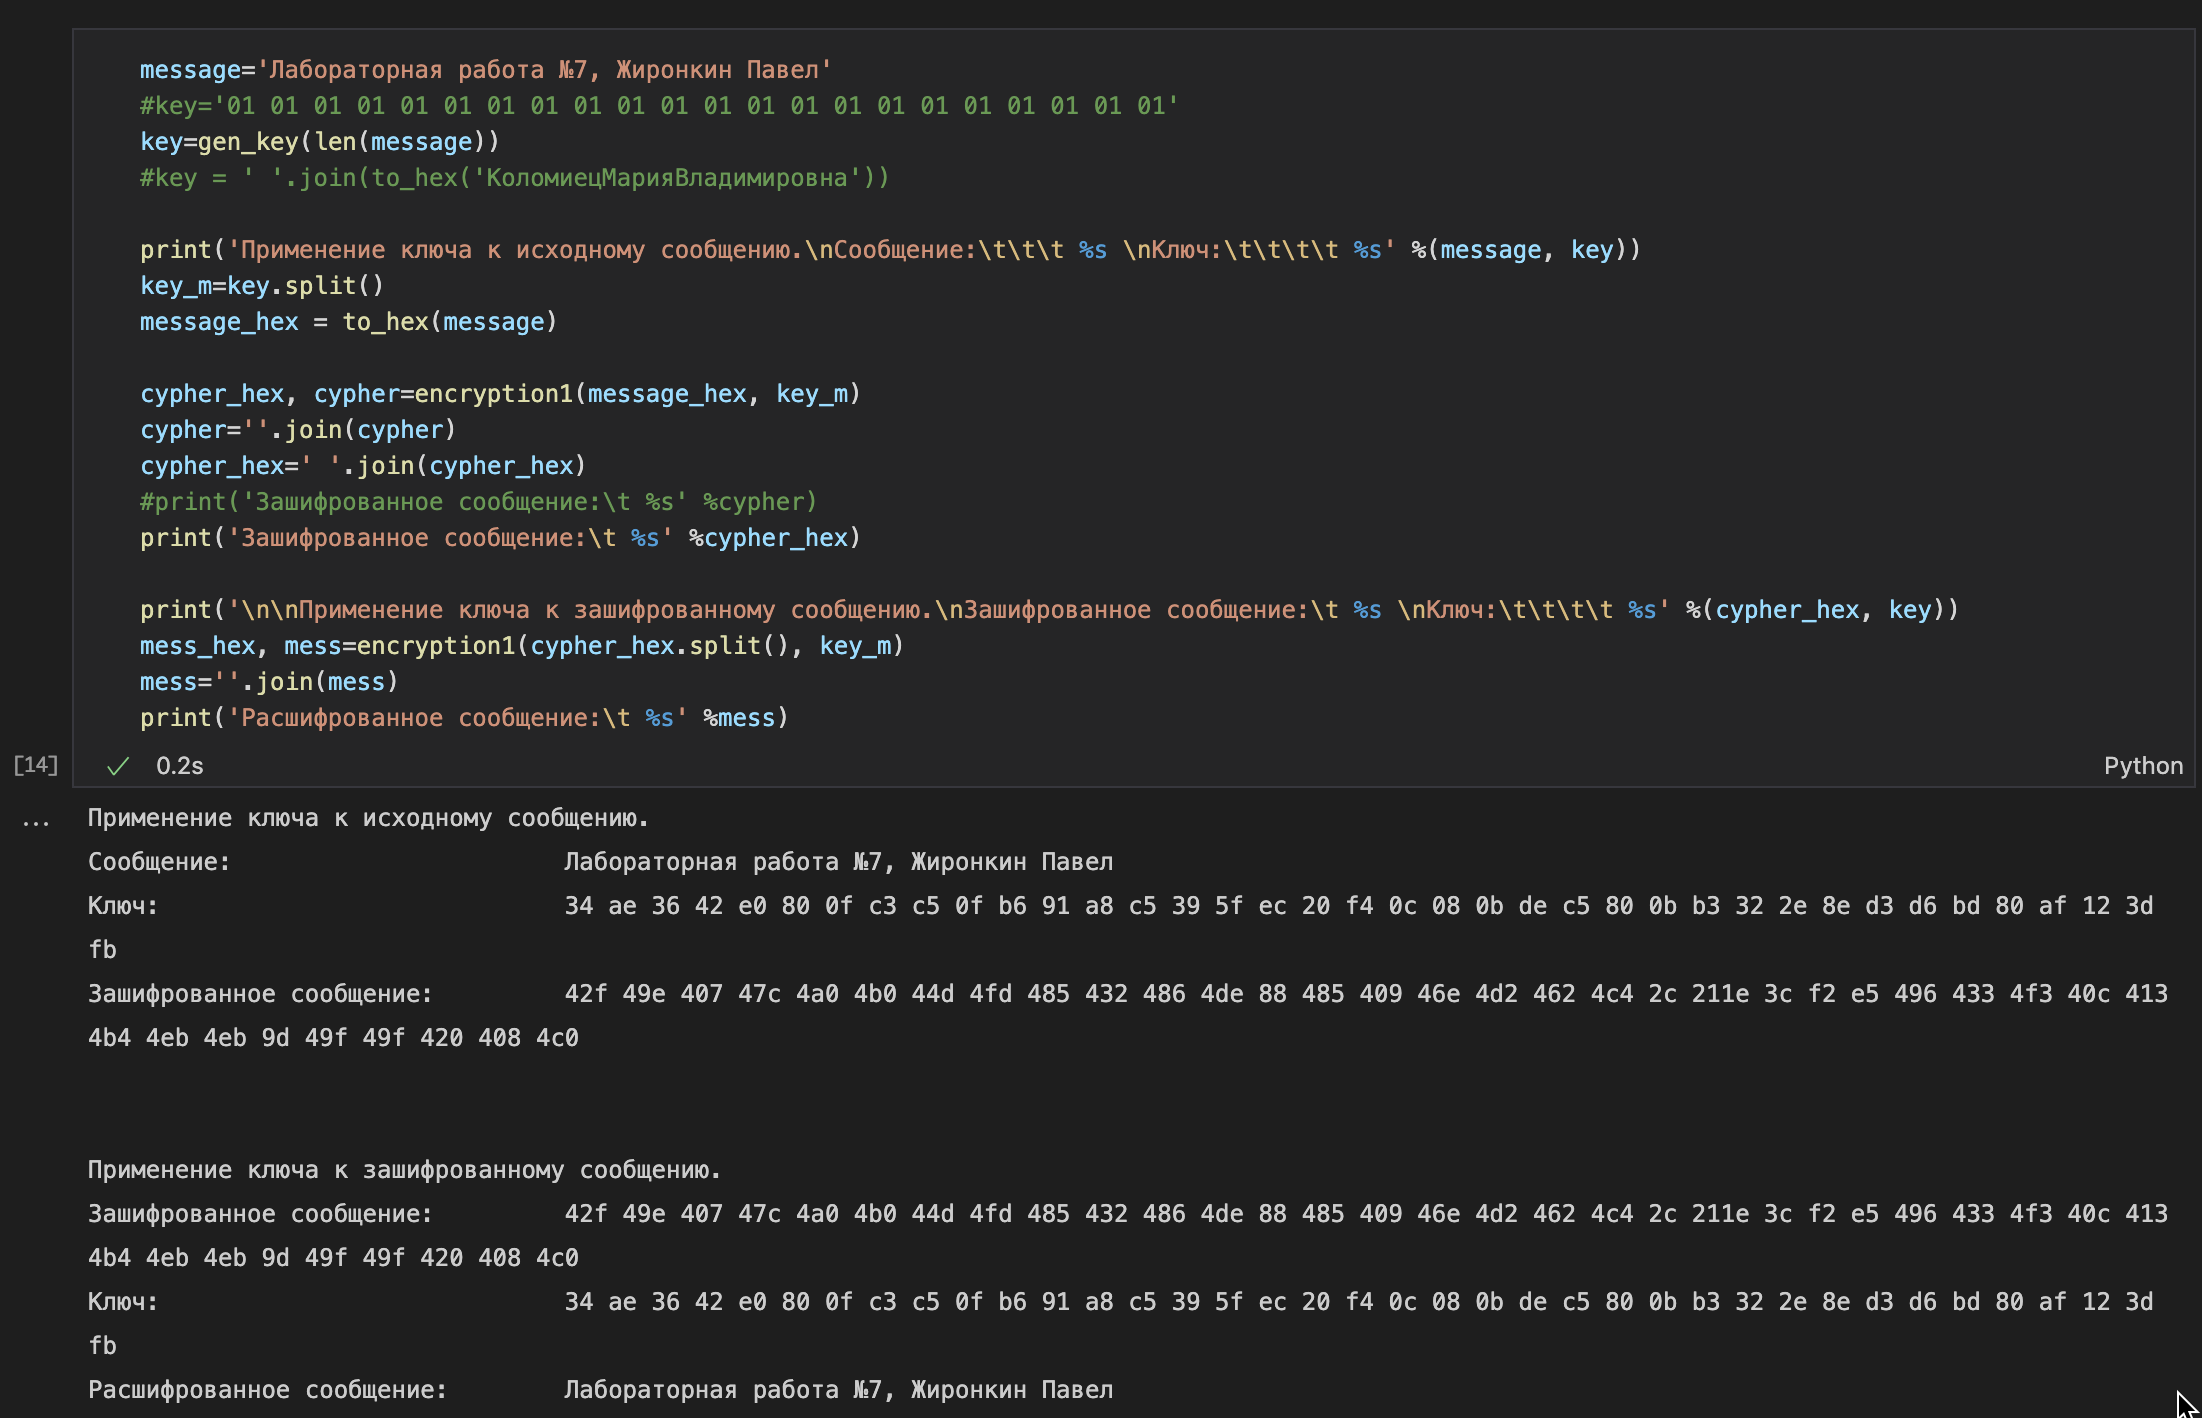 message='Лабораторная работа №7, Жиронкин Павел'
#key='01 01 01 01 01 01 01 01 01 01 01 01 01 01 01 01 01 01 01 01 01 01'
key=gen_key(len(message))
#key = ' '.join(to_hex('КоломиецМарияВладимировна'))
print('Применение ключа к исходному сообщению.\nСообщение:\t\t\t %s \nКлюч:\t\t\t\t %s' %(message, key))
key_m=key.split()
message_hex = to_hex(message)
cypher_hex, cypher=encryption1(message_hex, key_m)
cypher=''.join(cypher)
cypher_hex=' '.join(cypher_hex)
#print('Зашифрованное сообщение:\t %s' %cypher)
print('Зашифрованное сообщение:\t %s' %cypher_hex)
print('\n\nПрименение ключа к зашифрованному сообщению.\nЗашифрованное сообщение:\t %s \nКлюч:\t\t\t\t %s' %(cypher_hex, key))
mess_hex, mess=encryption1(cypher_hex.split(), key_m)
mess=''.join(mess)
print('Расшифрованное сообщение:\t %s' %mess)
[14] ✓ 0.2s Python
... Применение ключа к исходному сообщению.
Сообщение: Лабораторная работа №7, Жиронкин Павел
Ключ: 34 ae 36 42 e0 80 0f c3 c5 0f b6 91 a8 c5 39 5f ec 20 f4 0c 08 0b de c5 80 0b b3 32 2e 8e d3 d6 bd 80 af 12 3d
fb
Зашифрованное сообщение: 42f 49e 407 47c 4a0 4b0 44d 4fd 485 432 486 4de 88 485 409 46e 4d2 462 4c4 2c 211e 3c f2 e5 496 433 4f3 40c 413
4b4 4eb 4eb 9d 49f 49f 420 408 4c0
Применение ключа к зашифрованному сообщению.
Зашифрованное сообщение: 42f 49e 407 47c 4a0 4b0 44d 4fd 485 432 486 4de 88 485 409 46e 4d2 462 4c4 2c 211e 3c f2 e5 496 433 4f3 40c 413
4b4 4eb 4eb 9d 49f 49f 420 408 4c0
Ключ: 34 ae 36 42 e0 80 0f c3 c5 0f b6 91 a8 c5 39 5f ec 20 f4 0c 08 0b de c5 80 0b b3 32 2e 8e d3 d6 bd 80 af 12 3d
fb
Расшифрованное сообщение: Лабораторная работа №7, Жиронкин Павел